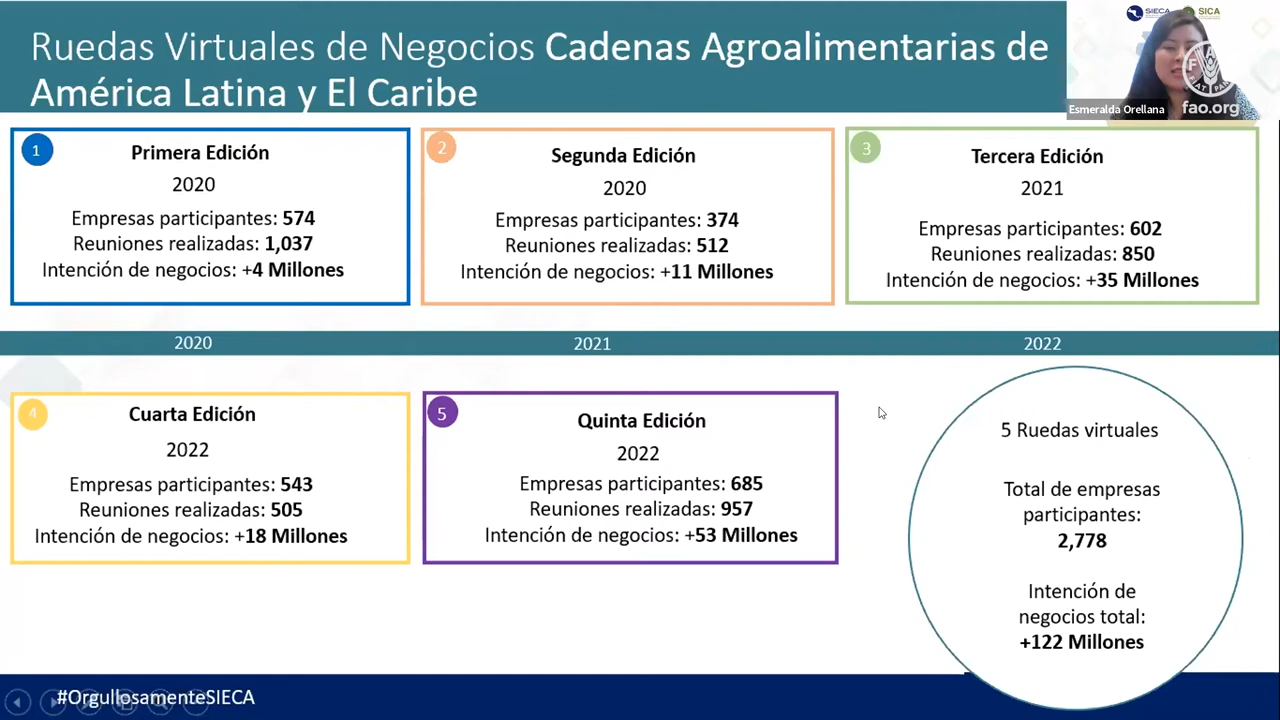 Ruedas Virtuales de Negocios Cadenas Agroalimentarias de
América Latina y El Caribe
SIECA
SICA
Esmeralda Orellana
FIAT PANIS
fao.org
1
Primera Edición
2020
Empresas participantes: 574
Reuniones realizadas: 1,037
Intención de negocios: +4 Millones
2
Segunda Edición
2020
Empresas participantes: 374
Reuniones realizadas: 512
Intención de negocios: +11 Millones
3
Tercera Edición
2021
Empresas participantes: 602
Reuniones realizadas: 850
Intención de negocios: +35 Millones
2020
2021
2022
4
Cuarta Edición
2022
Empresas participantes: 543
Reuniones realizadas: 505
Intención de negocios: +18 Millones
5
Quinta Edición
2022
Empresas participantes: 685
Reuniones realizadas: 957
Intención de negocios: +53 Millones
5 Ruedas virtuales
Total de empresas
participantes:
2,778
Intención de
negocios total:
+122 Millones
#OrgullosamenteSIECA